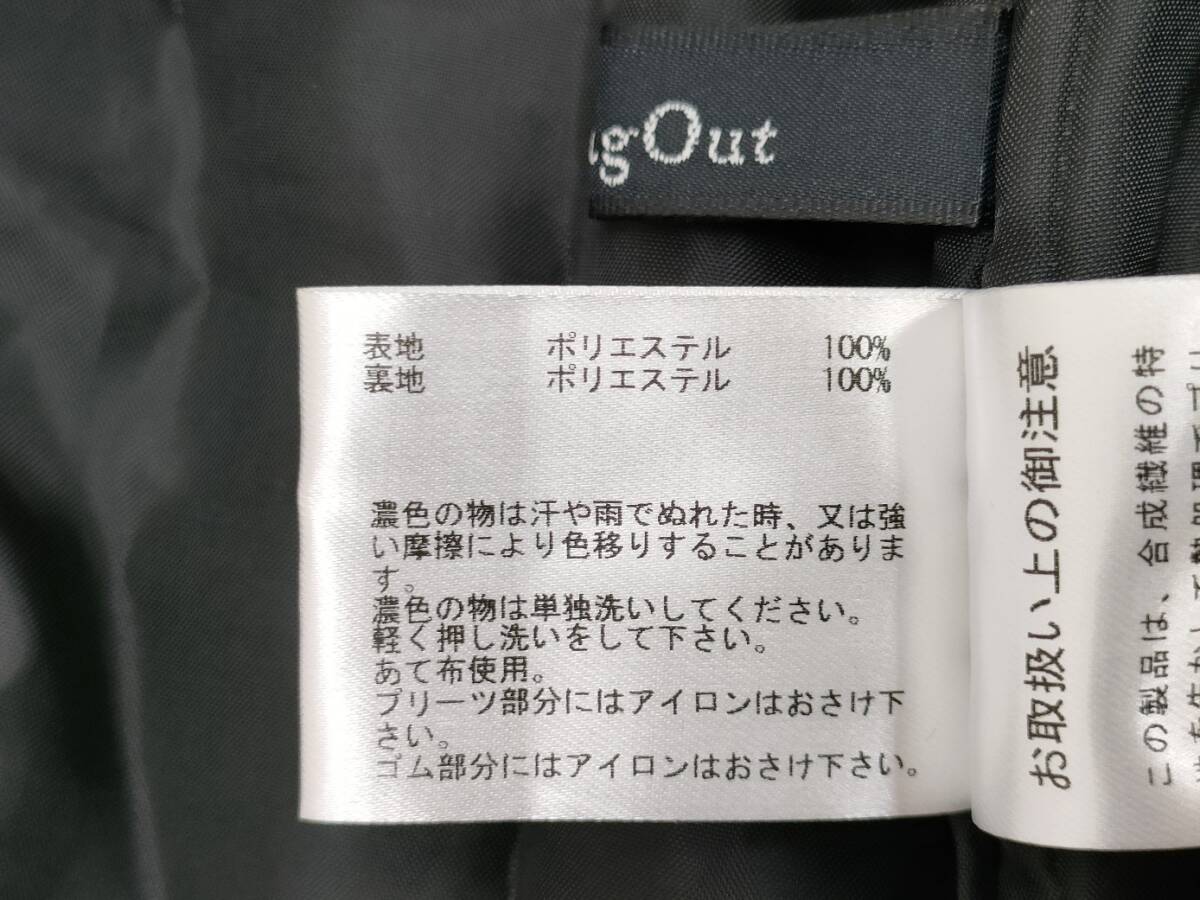 gOut
表地 ポリエステル 100%
裏地 ポリエステル 100%
濃色の物は汗や雨でぬれた時、又は強
い摩擦により色移りすることがありま
す。
濃色の物は単独洗いしてください。
軽く押し洗いをして下さい。
あて布使用。
プリーツ部分にはアイロンはおさけ下
さい。
ゴム部分にはアイロンはおさけ下さい。
お取扱い上の御注意
この製品は、合成繊維の特